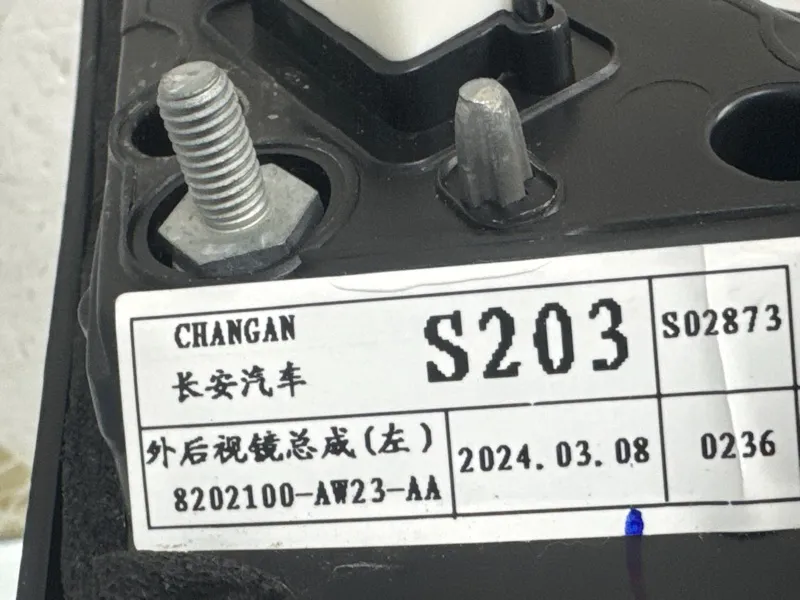 CHANGAN
长安汽车
S203
S02873
外后视镜总成(左)
8202100-AW23-AA
2024.03.08
0236